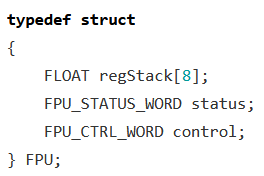 typedef struct
{
    FLOAT regStack[8];
    FPU_STATUS_WORD status;
    FPU_CTRL_WORD control;
} FPU;